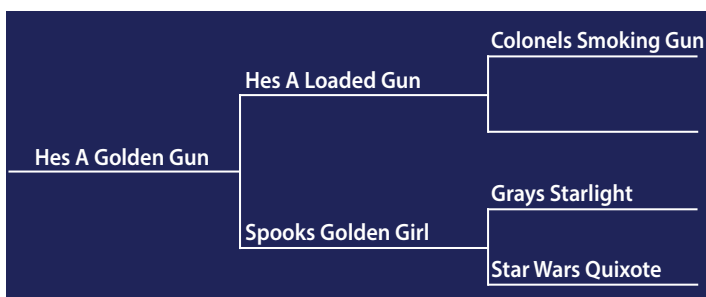 Colonels Smoking Gun
Hes A Loaded Gun
Hes A Golden Gun
Grays Starlight
Spooks Golden Girl
Star Wars Quixote